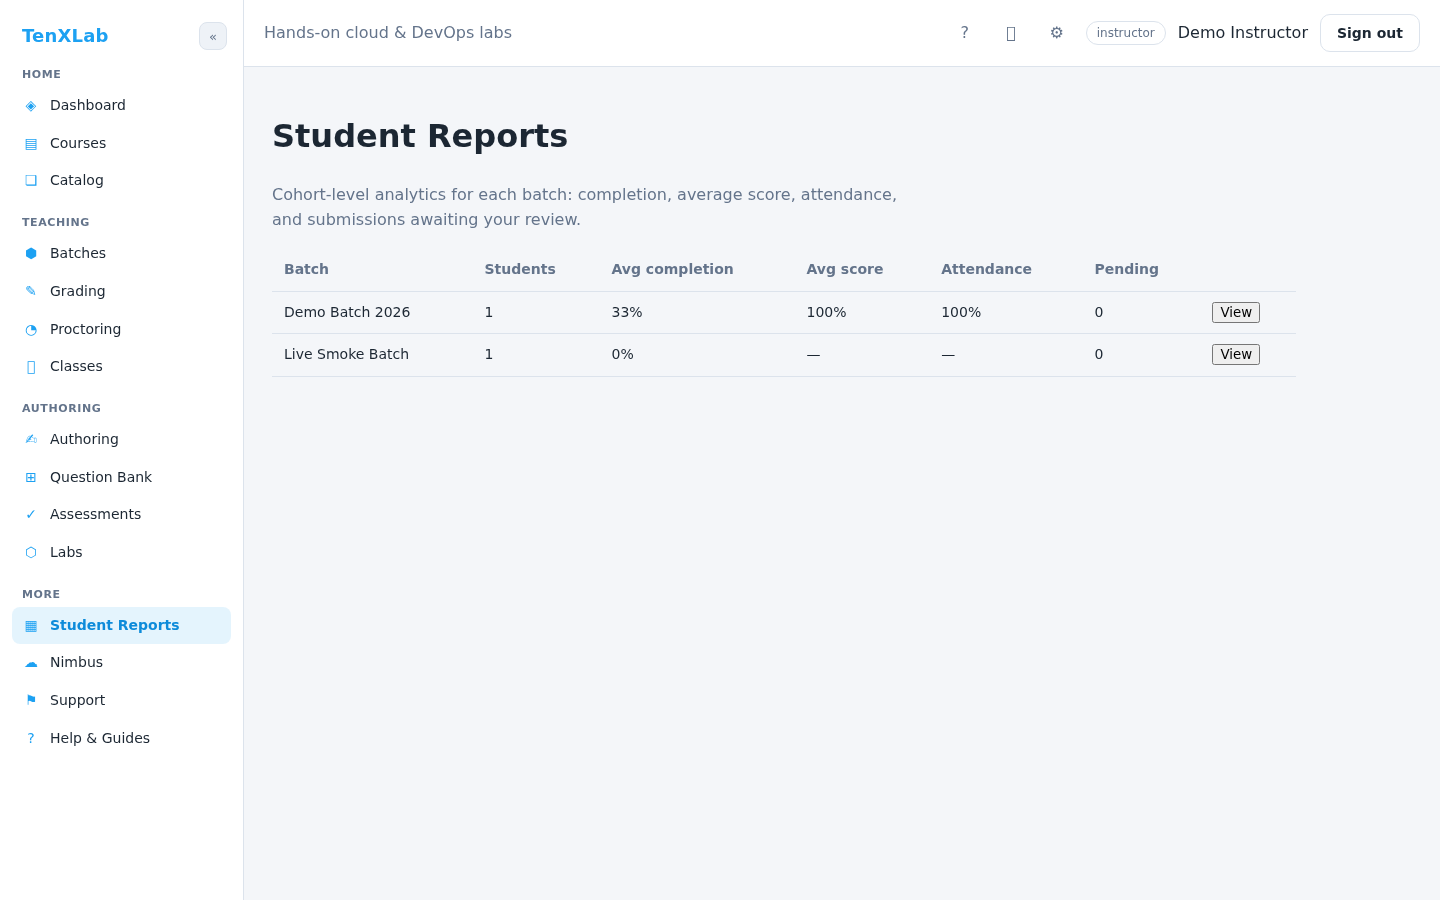 TenXLab
«
HOME
Dashboard
Courses
Catalog
TEACHING
Batches
Grading
Proctoring
Classes
AUTHORING
Authoring
Question Bank
Assessments
Labs
MORE
Student Reports
Nimbus
Support
? Help & Guides
Hands-on cloud & DevOps labs
?
instructor
Demo Instructor
Sign out
Student Reports
Cohort-level analytics for each batch: completion, average score, attendance,
and submissions awaiting your review.
Batch Students Avg completion Avg score Attendance Pending
Demo Batch 2026 1 33% 100% 100% 0 View
Live Smoke Batch 1 0% — — 0 View